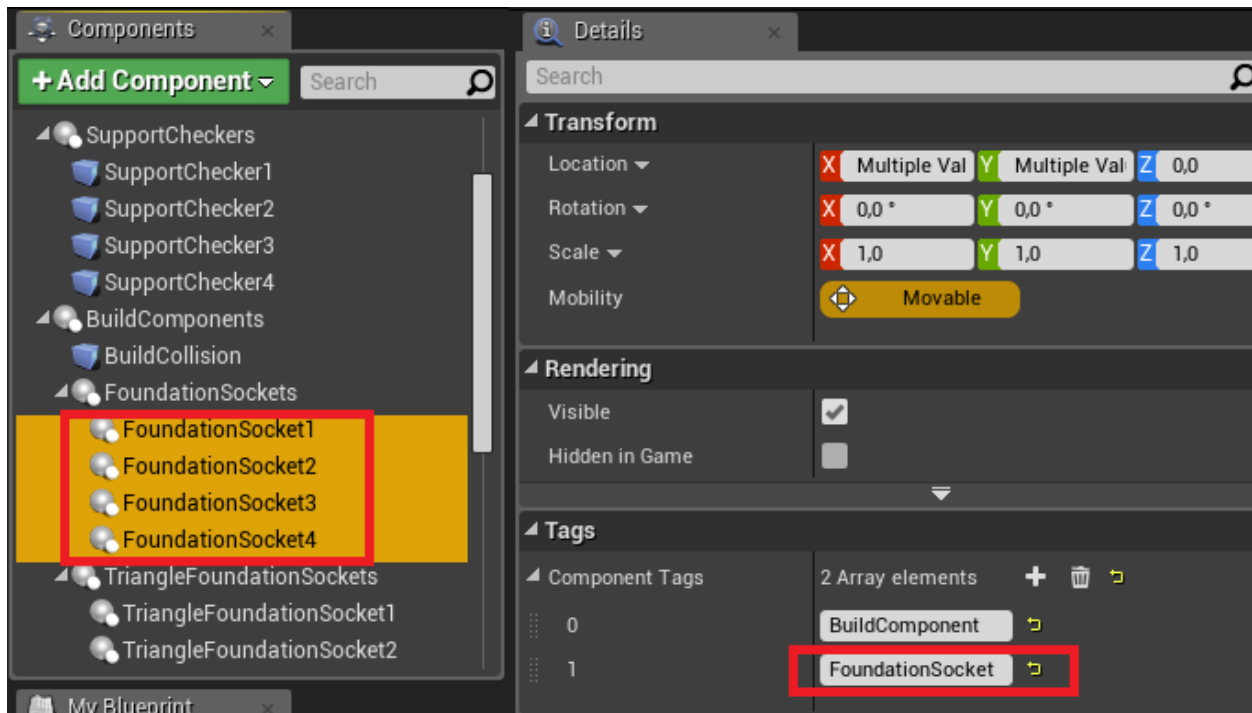 Components
+ Add Component
Search
SupportCheckers
SupportChecker1
SupportChecker2
SupportChecker3
SupportChecker4
BuildComponents
BuildCollision
FoundationSockets
FoundationSocket1
FoundationSocket2
FoundationSocket3
FoundationSocket4
TriangleFoundationSockets
TriangleFoundationSocket1
TriangleFoundationSocket2
My Blueprint
Details
Search
Transform
Location X Multiple Val Y Multiple Val Z 0,0
Rotation X 0,0 ° Y 0,0 ° Z 0,0 °
Scale X 1,0 Y 1,0 Z 1,0
Mobility Movable
Rendering
Visible
Hidden in Game
Tags
Component Tags 2 Array elements
0 BuildComponent
1 FoundationSocket